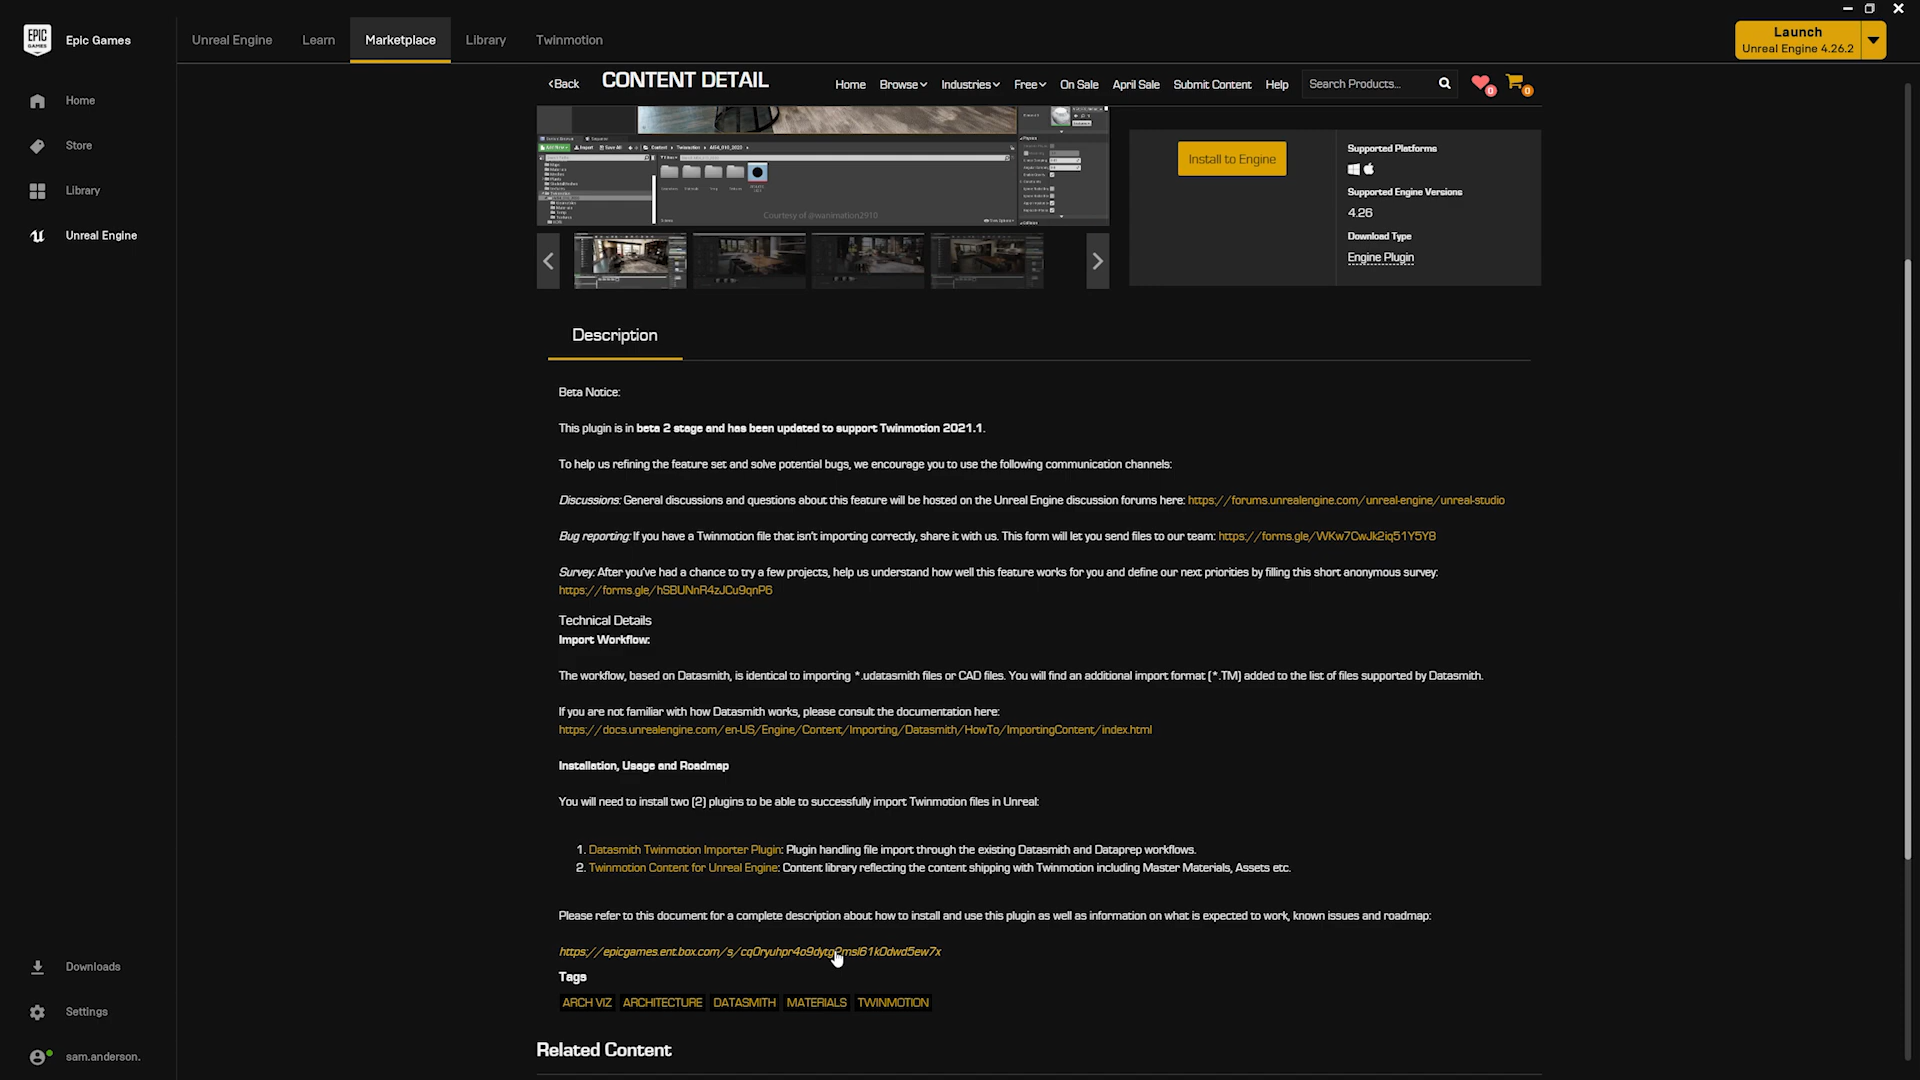 EPIC GAMES
Epic Games
Unreal Engine
Learn
Marketplace
Library
Twinmotion
Launch
Unreal Engine 4.26.2
Home
Store
Library
Unreal Engine
<Back
CONTENT DETAIL
Home
Browse
Industries
Free
On Sale
April Sale
Submit Content
Help
Search Products...
0
0
Courtesy of @wanimation2910
Install to Engine
Supported Platforms
Supported Engine Versions
4.26
Download Type
Engine Plugin
Description
Beta Notice:
This plugin is in beta 2 stage and has been updated to support Twinmotion 2021.1.
To help us refining the feature set and solve potential bugs, we encourage you to use the following communication channels:
Discussions: General discussions and questions about this feature will be hosted on the Unreal Engine discussion forums here: https://forums.unrealengine.com/unreal-engine/unreal-studio
Bug reporting: If you have a Twinmotion file that isn't importing correctly, share it with us. This form will let you send files to our team: https://forms.gle/WKw7CwJk2iq51Y5Y8
Survey: After you've had a chance to try a few projects, help us understand how well this feature works for you and define our next priorities by filling this short anonymous survey:
https://forms.gle/hSBUNnR4zJCu9qnP6
Technical Details
Import Workflow:
The workflow, based on Datasmith, is identical to importing *.udatasmith files or CAD files. You will find an additional import format (*.TM) added to the list of files supported by Datasmith.
If you are not familiar with how Datasmith works, please consult the documentation here:
https://docs.unrealengine.com/en-US/Engine/Content/Importing/Datasmith/HowTo/ImportingContent/index.html
Installation, Usage and Roadmap
You will need to install two (2) plugins to be able to successfully import Twinmotion files in Unreal:
1. Datasmith Twinmotion Importer Plugin: Plugin handling file import through the existing Datasmith and Dataprep workflows.
2. Twinmotion Content for Unreal Engine: Content library reflecting the content shipping with Twinmotion including Master Materials, Assets etc.
Please refer to this document for a complete description about how to install and use this plugin as well as information on what is expected to work, known issues and roadmap:
https://epicgames.ent.box.com/s/cq0ryuhpr4o9dytg2msl61k0dwd5ew7x
Tags
ARCH VIZ
ARCHITECTURE
DATASMITH
MATERIALS
TWINMOTION
Related Content
Downloads
Settings
sam.anderson.